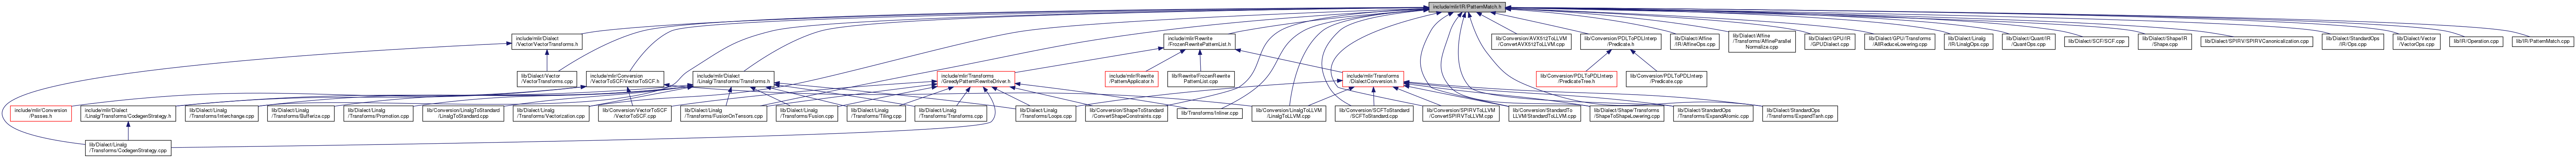 include/mlir/IR/PatternMatch.h
include/mlir/Dialect
/Vector/VectorTransforms.h
include/mlir/Rewrite
/FrozenRewritePatternList.h
lib/Conversion/AVX512ToLLVM
/ConvertAVX512ToLLVM.cpp
lib/Conversion/PDLToPDLInterp
/Predicate.h
lib/Dialect/Affine
/IR/AffineOps.cpp
lib/Dialect/Affine
/Transforms/AffineParallel
Normalize.cpp
lib/Dialect/GPU/IR
/GPUDialect.cpp
lib/Dialect/GPU/Transforms
/AllReduceLowering.cpp
lib/Dialect/Linalg
/IR/LinalgOps.cpp
lib/Dialect/Quant/IR
/QuantOps.cpp
lib/Dialect/SCF/SCF.cpp
lib/Dialect/Shape/IR
/Shape.cpp
lib/Dialect/SPIRV/SPIRVCanonicalization.cpp
lib/Dialect/StandardOps
/IR/Ops.cpp
lib/Dialect/Vector
/VectorOps.cpp
lib/IR/Operation.cpp
lib/IR/PatternMatch.cpp
lib/Dialect/Vector
/VectorTransforms.cpp
include/mlir/Conversion
/VectorToSCF/VectorToSCF.h
include/mlir/Dialect
/Linalg/Transforms/Transforms.h
include/mlir/Transforms
/GreedyPatternRewriteDriver.h
include/mlir/Rewrite
/PatternApplicator.h
lib/Rewrite/FrozenRewrite
PatternList.cpp
include/mlir/Transforms
/DialectConversion.h
lib/Conversion/PDLToPDLInterp
/PredicateTree.h
lib/Conversion/PDLToPDLInterp
/Predicate.cpp
include/mlir/Conversion
/Passes.h
include/mlir/Dialect
/Linalg/Transforms/CodegenStrategy.h
lib/Dialect/Linalg
/Transforms/Interchange.cpp
lib/Dialect/Linalg
/Transforms/Bufferize.cpp
lib/Dialect/Linalg
/Transforms/Promotion.cpp
lib/Conversion/LinalgToStandard
/LinalgToStandard.cpp
lib/Dialect/Linalg
/Transforms/Vectorization.cpp
lib/Conversion/VectorToSCF
/VectorToSCF.cpp
lib/Dialect/Linalg
/Transforms/FusionOnTensors.cpp
lib/Dialect/Linalg
/Transforms/Fusion.cpp
lib/Dialect/Linalg
/Transforms/Tiling.cpp
lib/Dialect/Linalg
/Transforms/Transforms.cpp
lib/Dialect/Linalg
/Transforms/Loops.cpp
lib/Conversion/ShapeToStandard
/ConvertShapeConstraints.cpp
lib/Transforms/Inliner.cpp
lib/Conversion/LinalgToLLVM
/LinalgToLLVM.cpp
lib/Conversion/SCFToStandard
/SCFToStandard.cpp
lib/Conversion/SPIRVToLLVM
/ConvertSPIRVToLLVM.cpp
lib/Conversion/StandardTo
LLVM/StandardToLLVM.cpp
lib/Dialect/Shape/Transforms
/ShapeToShapeLowering.cpp
lib/Dialect/StandardOps
/Transforms/ExpandAtomic.cpp
lib/Dialect/StandardOps
/Transforms/ExpandTanh.cpp
lib/Dialect/Linalg
/Transforms/CodegenStrategy.cpp